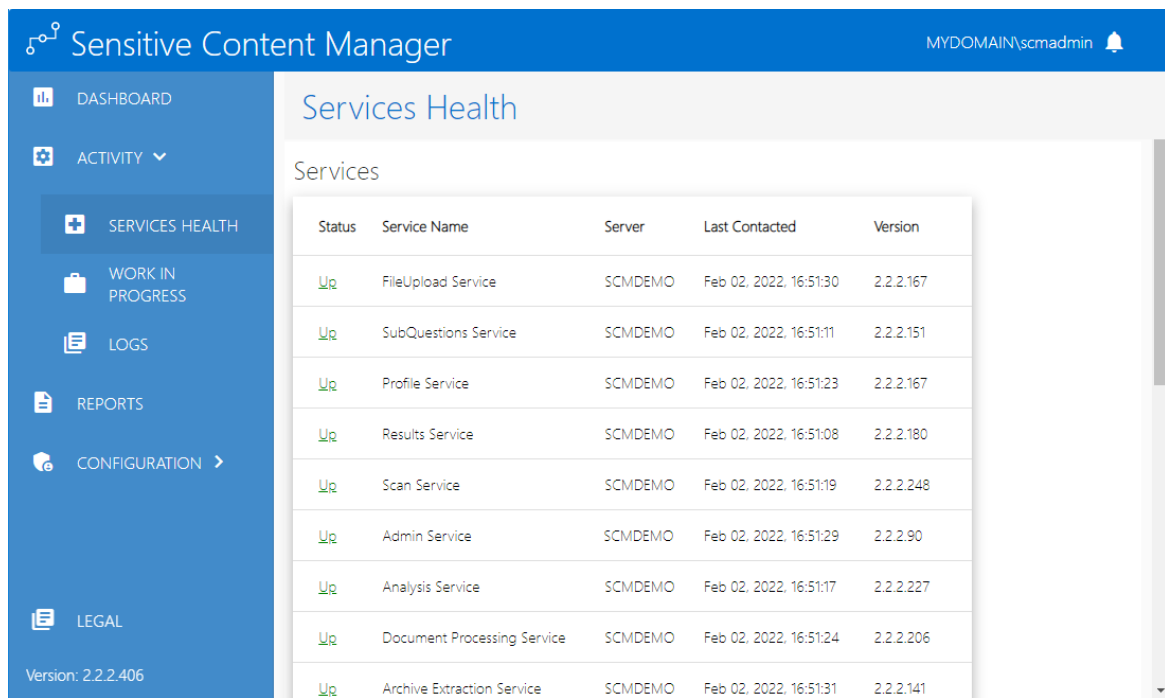 Sensitive Content Manager
MYDOMAIN\scmadmin
DASHBOARD
ACTIVITY
SERVICES HEALTH
WORK IN
PROGRESS
LOGS
REPORTS
CONFIGURATION
LEGAL
Version: 2.2.2.406
Services Health
Services
Status Service Name Server Last Contacted Version
Up FileUpload Service SCMDEMO Feb 02, 2022, 16:51:30 2.2.2.167
Up SubQuestions Service SCMDEMO Feb 02, 2022, 16:51:11 2.2.2.151
Up Profile Service SCMDEMO Feb 02, 2022, 16:51:23 2.2.2.167
Up Results Service SCMDEMO Feb 02, 2022, 16:51:08 2.2.2.180
Up Scan Service SCMDEMO Feb 02, 2022, 16:51:19 2.2.2.248
Up Admin Service SCMDEMO Feb 02, 2022, 16:51:29 2.2.2.90
Up Analysis Service SCMDEMO Feb 02, 2022, 16:51:17 2.2.2.227
Up Document Processing Service SCMDEMO Feb 02, 2022, 16:51:24 2.2.2.206
Up Archive Extraction Service SCMDEMO Feb 02, 2022, 16:51:31 2.2.2.141